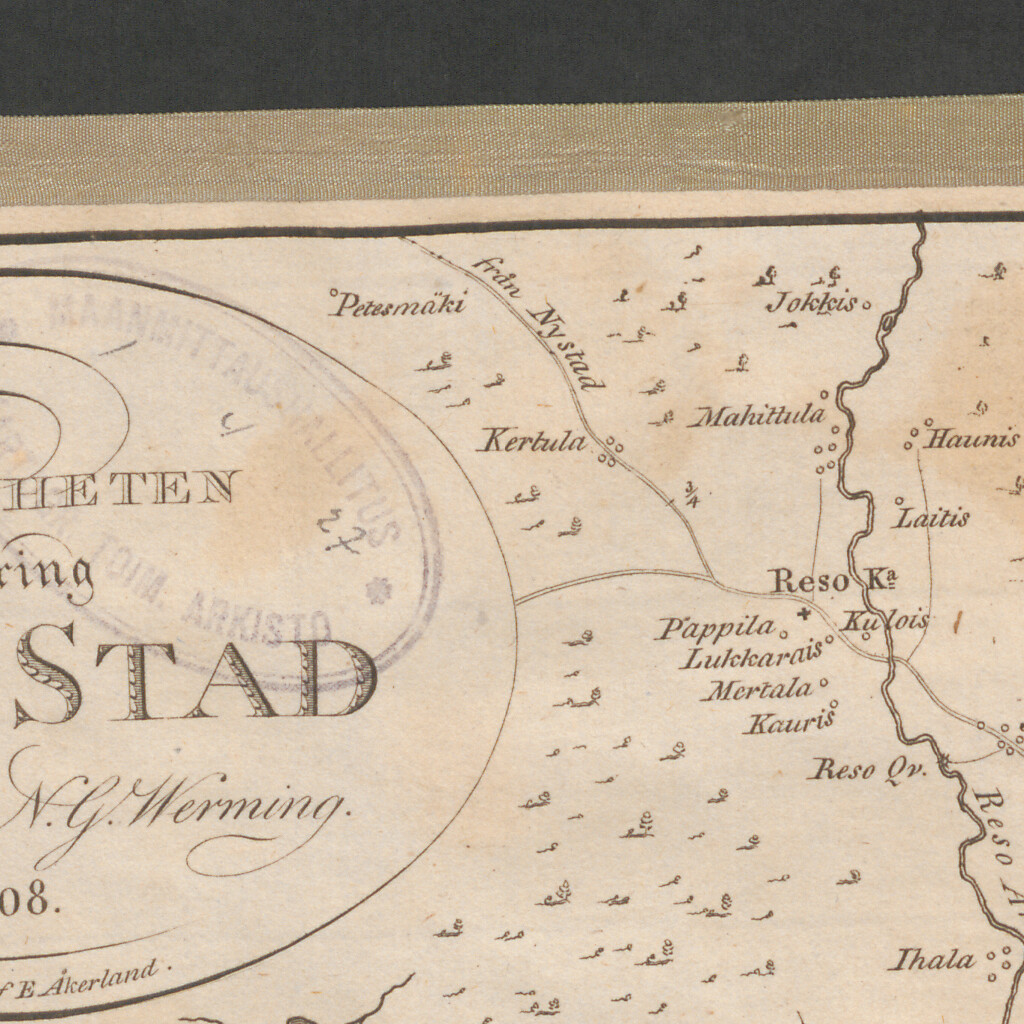 från Nystad
Petesmäki
Jokkis
Mahittula
Kertula
Haunis
¾
Laitis
Reso Ka
Pappila
Kulois
Lukkarais
Mertala
Kauris
Reso Qv.
Reso
Ihala
MAANMITTAUSHALLITUS
TOIM. ARKISTO
27
HETEN
ring
STAD
N. G. Werming.
08.
f E Åkerland.